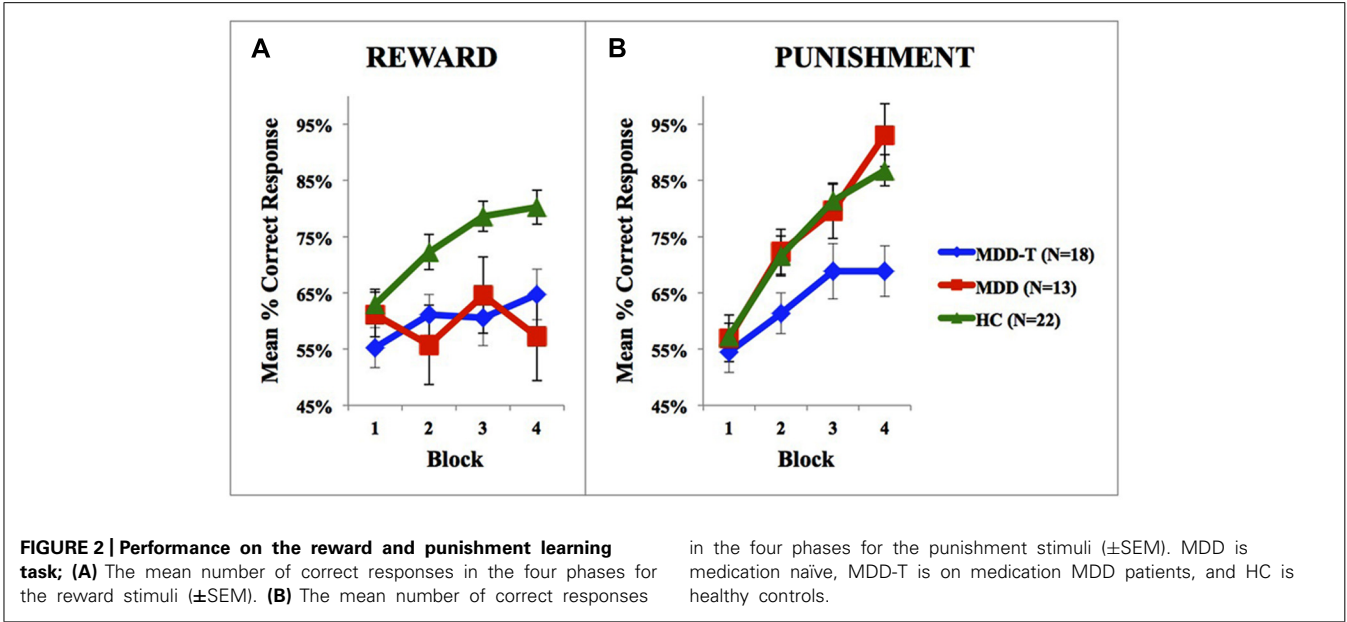 A
REWARD
Mean % Correct Response
95%
85%
75%
65%
55%
45%
1 2 3 4
Block
B
PUNISHMENT
Mean % Correct Response
95%
85%
75%
65%
55%
45%
1 2 3 4
Block
MDD-T (N=18)
MDD (N=13)
HC (N=22)
FIGURE 2 | Performance on the reward and punishment learning
task; (A) The mean number of correct responses in the four phases for
the reward stimuli (±SEM). (B) The mean number of correct responses
in the four phases for the punishment stimuli (±SEM). MDD is
medication naïve, MDD-T is on medication MDD patients, and HC is
healthy controls.